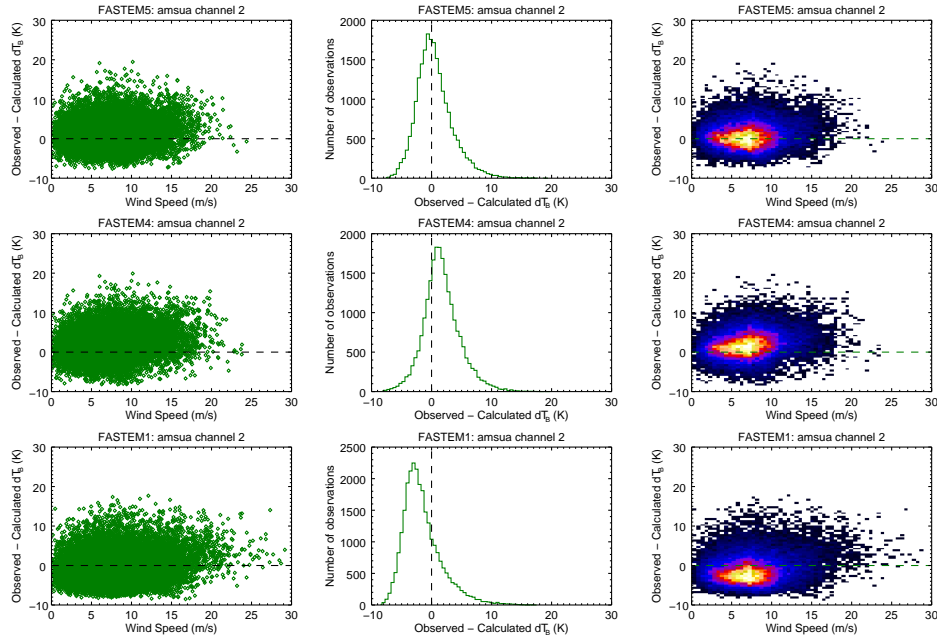 FASTEM5: amsua channel 2
Observed − Calculated dT_B (K)
30
20
10
0
−10
0 5 10 15 20 25 30
Wind Speed (m/s)
FASTEM5: amsua channel 2
Number of observations
2000
1500
1000
500
0
−10 0 10 20 30
Observed − Calculated dT_B (K)
FASTEM5: amsua channel 2
Observed − Calculated dT_B (K)
30
20
10
0
−10
0 5 10 15 20 25 30
Wind Speed (m/s)
FASTEM4: amsua channel 2
Observed − Calculated dT_B (K)
30
20
10
0
−10
0 5 10 15 20 25 30
Wind Speed (m/s)
FASTEM4: amsua channel 2
Number of observations
2000
1500
1000
500
0
−10 0 10 20 30
Observed − Calculated dT_B (K)
FASTEM4: amsua channel 2
Observed − Calculated dT_B (K)
30
20
10
0
−10
0 5 10 15 20 25 30
Wind Speed (m/s)
FASTEM1: amsua channel 2
Observed − Calculated dT_B (K)
30
20
10
0
−10
0 5 10 15 20 25 30
Wind Speed (m/s)
FASTEM1: amsua channel 2
Number of observations
2500
2000
1500
1000
500
0
−10 0 10 20 30
Observed − Calculated dT_B (K)
FASTEM1: amsua channel 2
Observed − Calculated dT_B (K)
30
20
10
0
−10
0 5 10 15 20 25 30
Wind Speed (m/s)